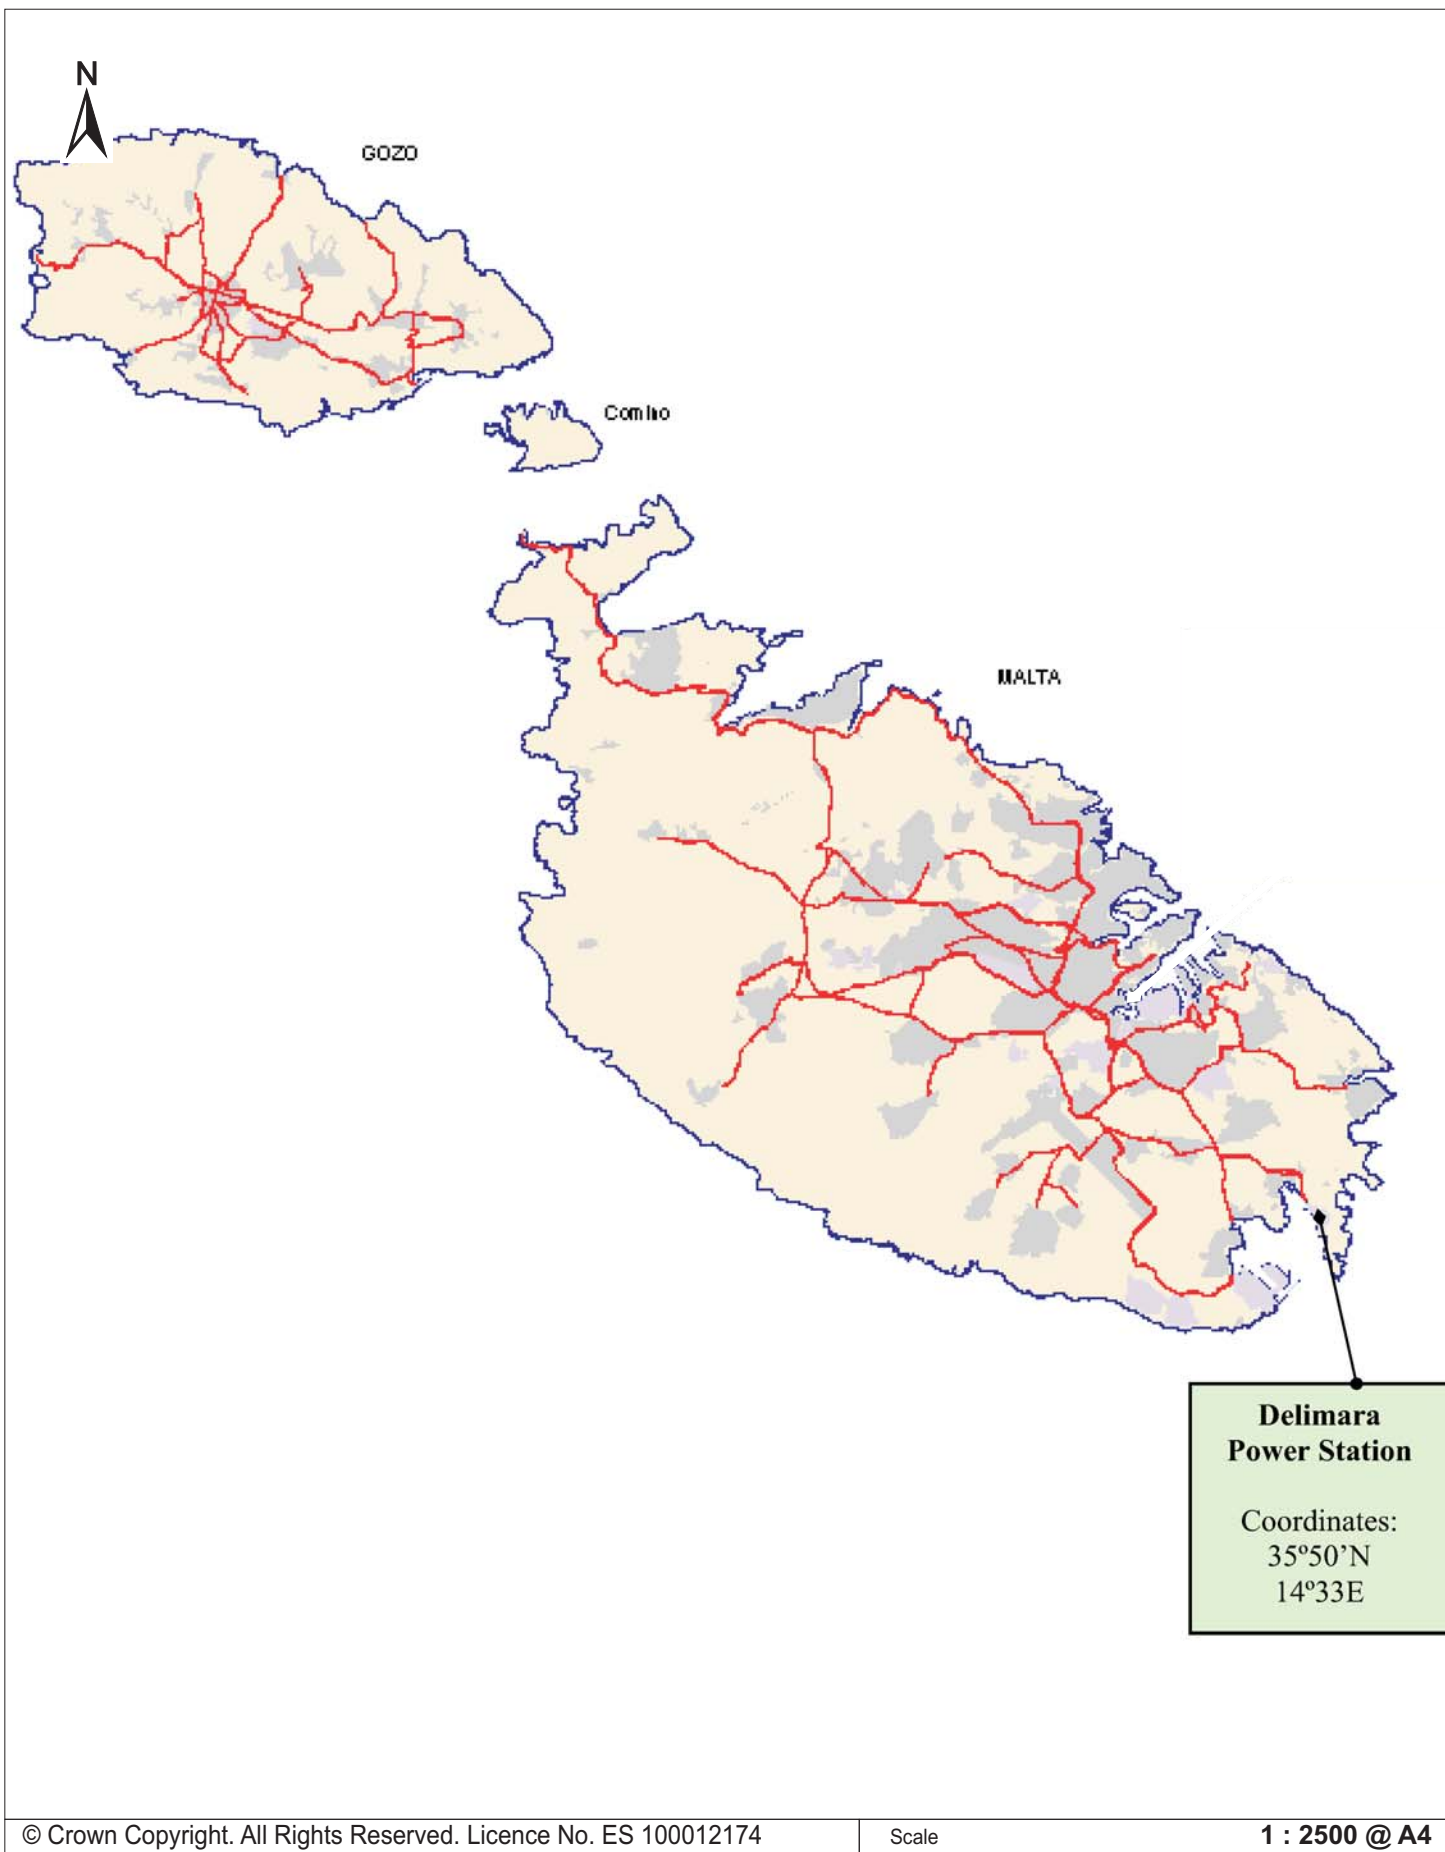 N
GOZO
Comino
MALTA
Delimara
Power Station
Coordinates:
35º50’N
14º33E
© Crown Copyright. All Rights Reserved. Licence No. ES 100012174
Scale
1 : 2500 @ A4